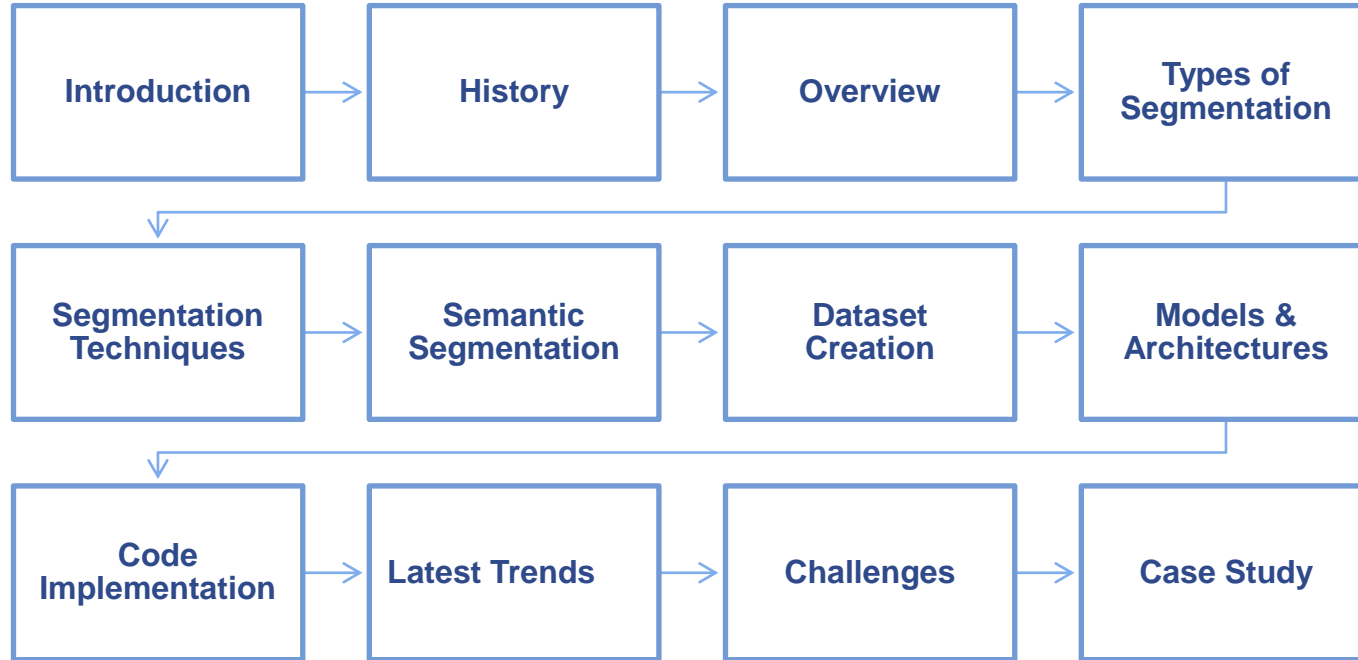 Introduction
History
Overview
Types of
Segmentation
Segmentation
Techniques
Semantic
Segmentation
Dataset
Creation
Models &
Architectures
Code
Implementation
Latest Trends
Challenges
Case Study